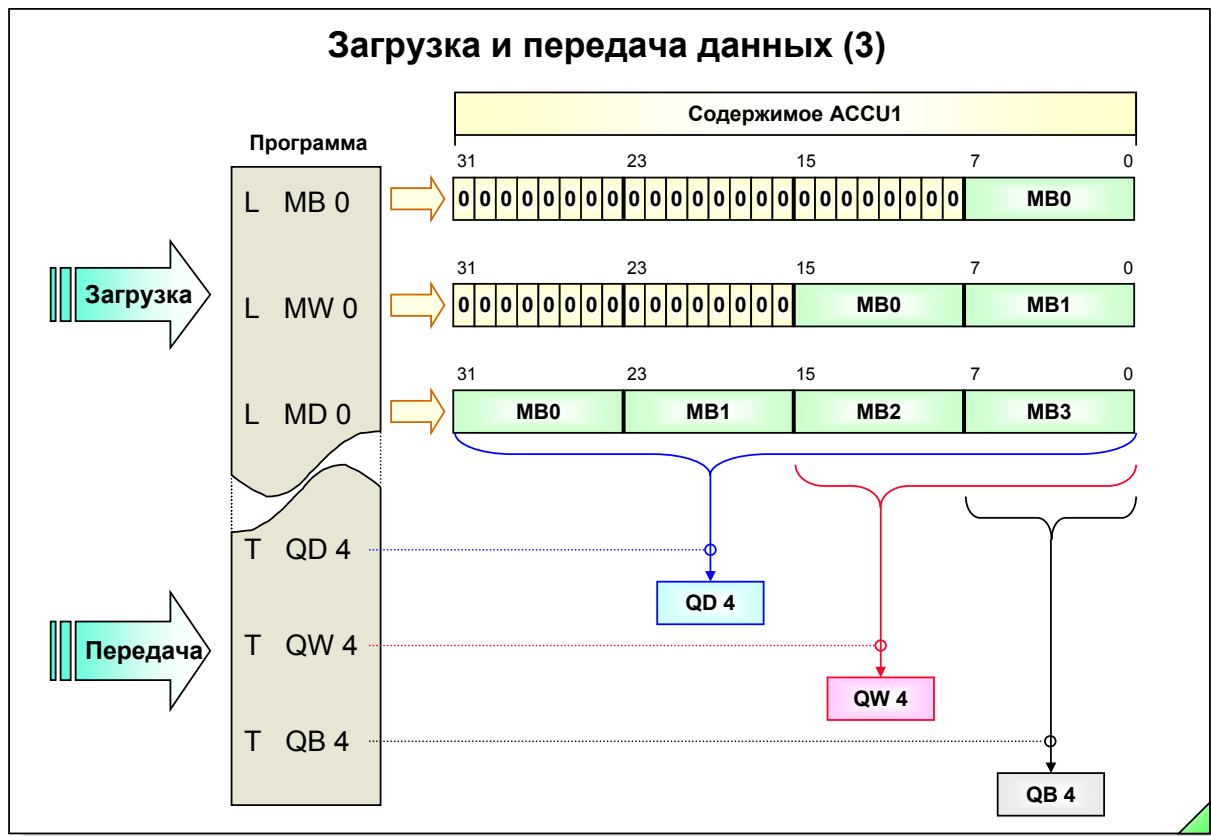 Загрузка и передача данных (3)
Содержимое ACCU1
Программа
31 23 15 7 0
L MB 0
0 0 0 0 0 0 0 0 0 0 0 0 0 0 0 0 0 0 0 0 0 0 0 0 MB0
31 23 15 7 0
Загрузка
L MW 0
0 0 0 0 0 0 0 0 0 0 0 0 0 0 0 0 MB0 MB1
31 23 15 7 0
L MD 0
MB0 MB1 MB2 MB3
T QD 4
QD 4
Передача
T QW 4
QW 4
T QB 4
QB 4